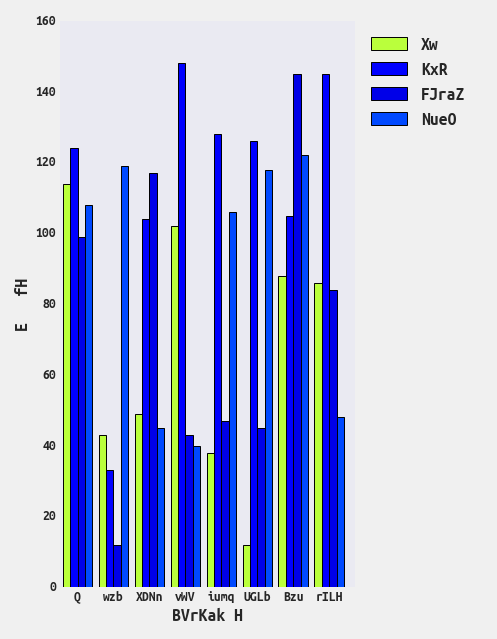 160
140
120
100
80
60
40
20
0
E  fH
Q wzb XDNn vWV iumq UGLb Bzu rILH
BVrKak H
Xw
KxR
FJraZ
NueO